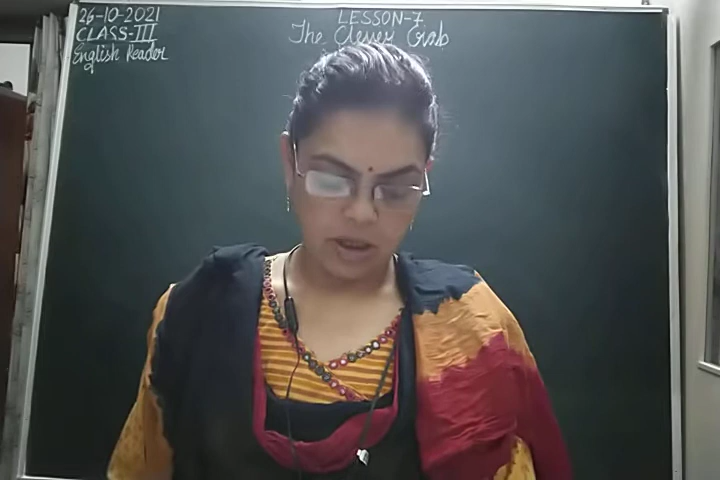 26-10-2021
CLASS-III
English Reader
LESSON-7
The Clever Crab